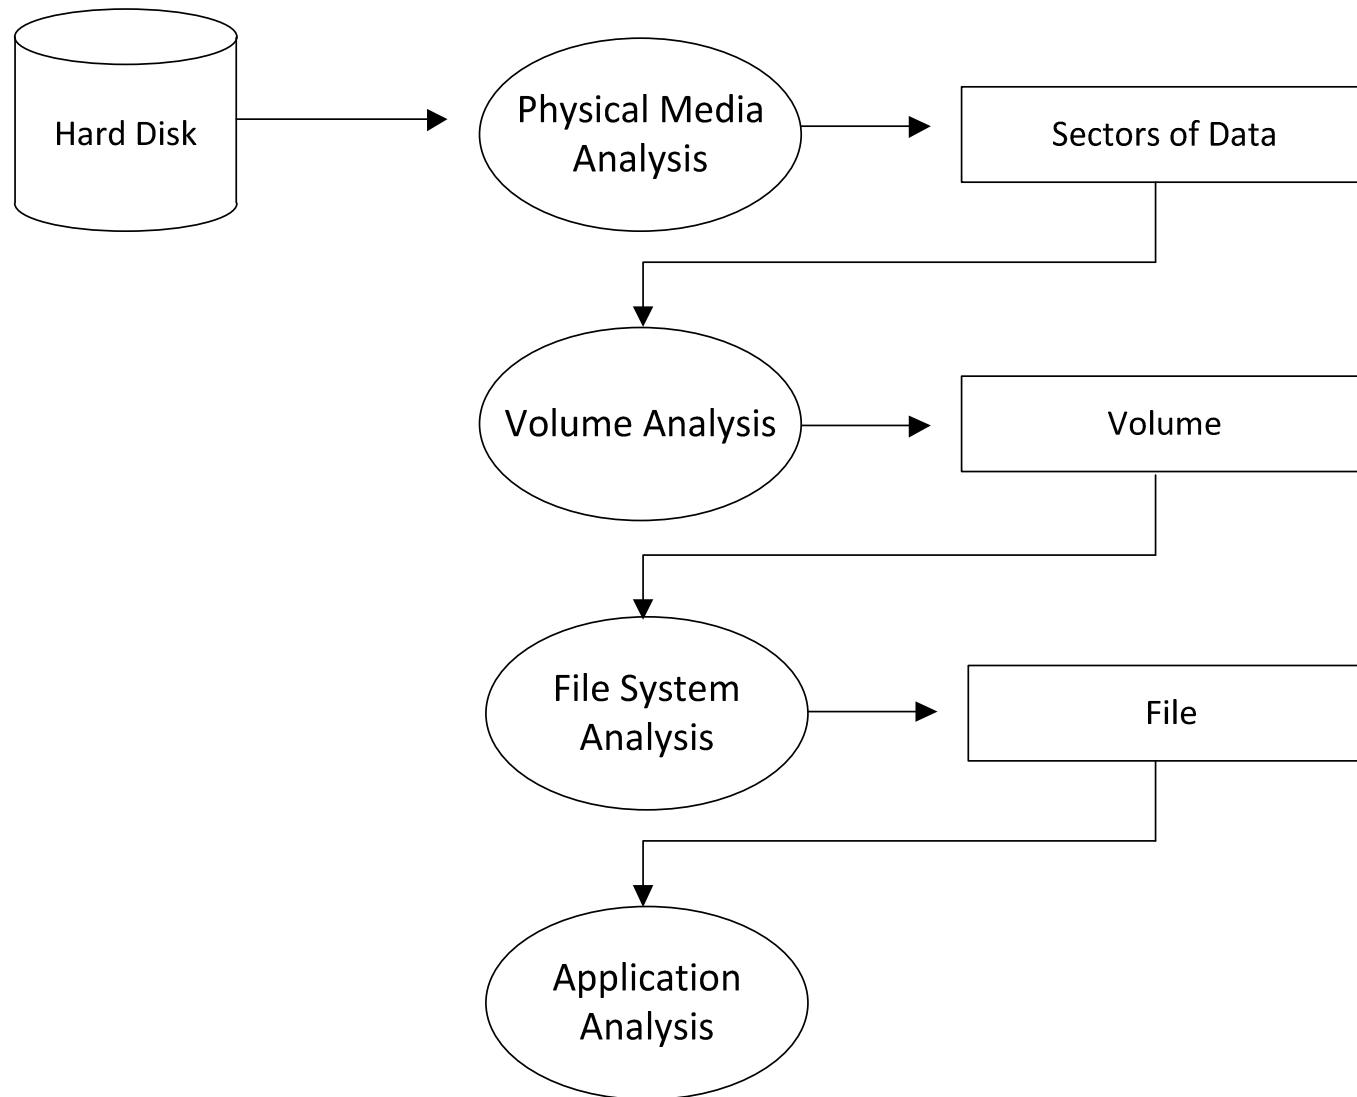 Hard Disk
Physical Media
Analysis
Sectors of Data
Volume Analysis
Volume
File System
Analysis
File
Application
Analysis